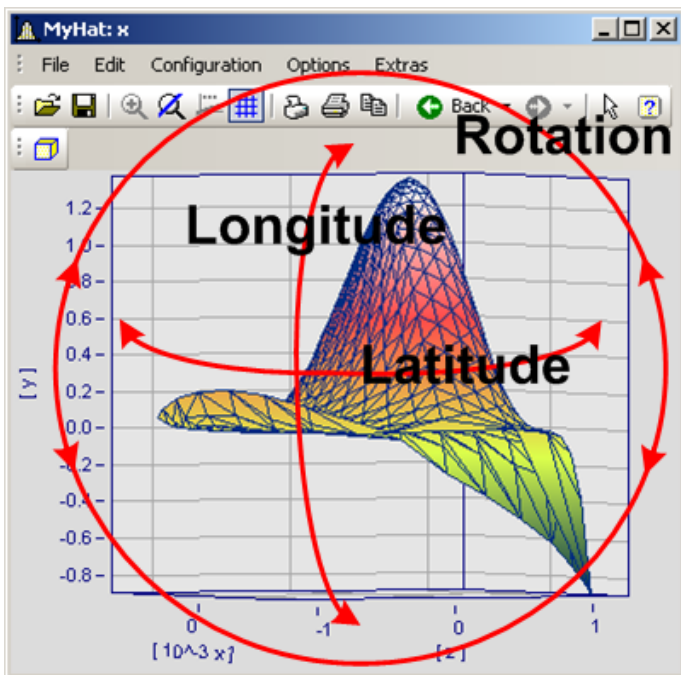 MyHat: x
File Edit Configuration Options Extras
Back
Rotation
Longitude
Latitude
1.2
1.0
0.8
0.6
0.4
0.2
0.0
-0.2
-0.4
-0.6
-0.8
[ y ]
0 -1 0 1
[ 10^-3 x ] [ z ]